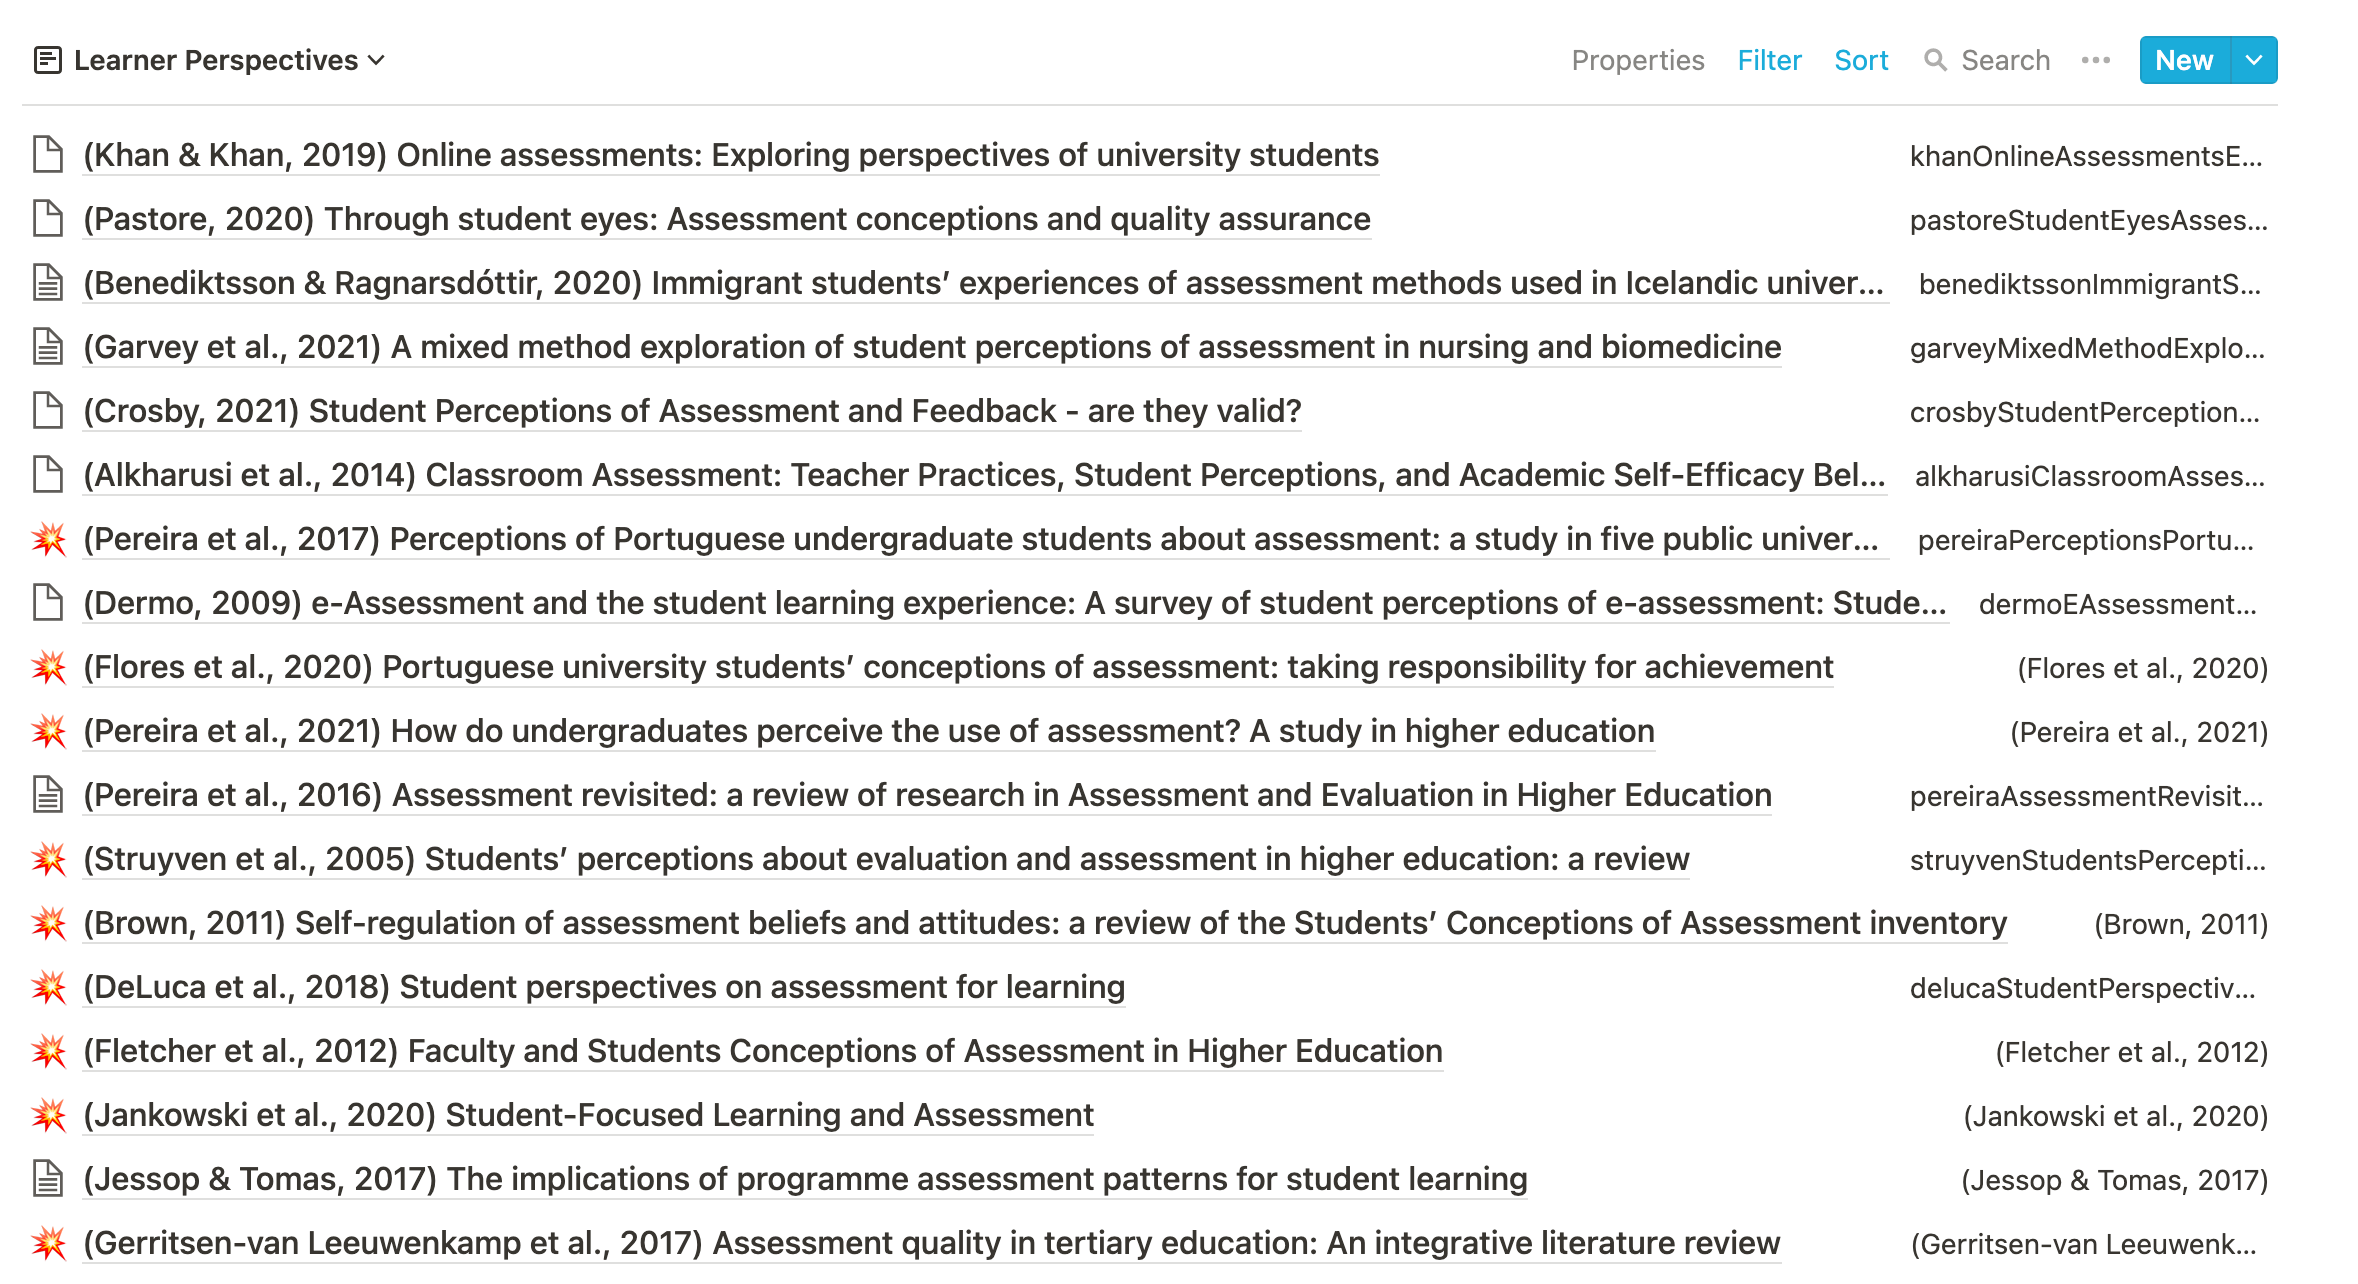 Learner Perspectives Properties Filter Sort Search New
(Khan & Khan, 2019) Online assessments: Exploring perspectives of university students khanOnlineAssessmentsE...
(Pastore, 2020) Through student eyes: Assessment conceptions and quality assurance pastoreStudentEyesAsses...
(Benediktsson & Ragnarsdóttir, 2020) Immigrant students’ experiences of assessment methods used in Icelandic univer... benediktssonImmigrantS...
(Garvey et al., 2021) A mixed method exploration of student perceptions of assessment in nursing and biomedicine garveyMixedMethodExplo...
(Crosby, 2021) Student Perceptions of Assessment and Feedback - are they valid? crosbyStudentPerception...
(Alkharusi et al., 2014) Classroom Assessment: Teacher Practices, Student Perceptions, and Academic Self-Efficacy Bel... alkharusiClassroomAsses...
(Pereira et al., 2017) Perceptions of Portuguese undergraduate students about assessment: a study in five public univer... pereiraPerceptionsPortu...
(Dermo, 2009) e-Assessment and the student learning experience: A survey of student perceptions of e-assessment: Stude... dermoEAssessment...
(Flores et al., 2020) Portuguese university students’ conceptions of assessment: taking responsibility for achievement (Flores et al., 2020)
(Pereira et al., 2021) How do undergraduates perceive the use of assessment? A study in higher education (Pereira et al., 2021)
(Pereira et al., 2016) Assessment revisited: a review of research in Assessment and Evaluation in Higher Education pereiraAssessmentRevisit...
(Struyven et al., 2005) Students’ perceptions about evaluation and assessment in higher education: a review struyvenStudentsPercepti...
(Brown, 2011) Self-regulation of assessment beliefs and attitudes: a review of the Students’ Conceptions of Assessment inventory (Brown, 2011)
(DeLuca et al., 2018) Student perspectives on assessment for learning delucaStudentPerspectiv...
(Fletcher et al., 2012) Faculty and Students Conceptions of Assessment in Higher Education (Fletcher et al., 2012)
(Jankowski et al., 2020) Student-Focused Learning and Assessment (Jankowski et al., 2020)
(Jessop & Tomas, 2017) The implications of programme assessment patterns for student learning (Jessop & Tomas, 2017)
(Gerritsen-van Leeuwenkamp et al., 2017) Assessment quality in tertiary education: An integrative literature review (Gerritsen-van Leeuwenk...